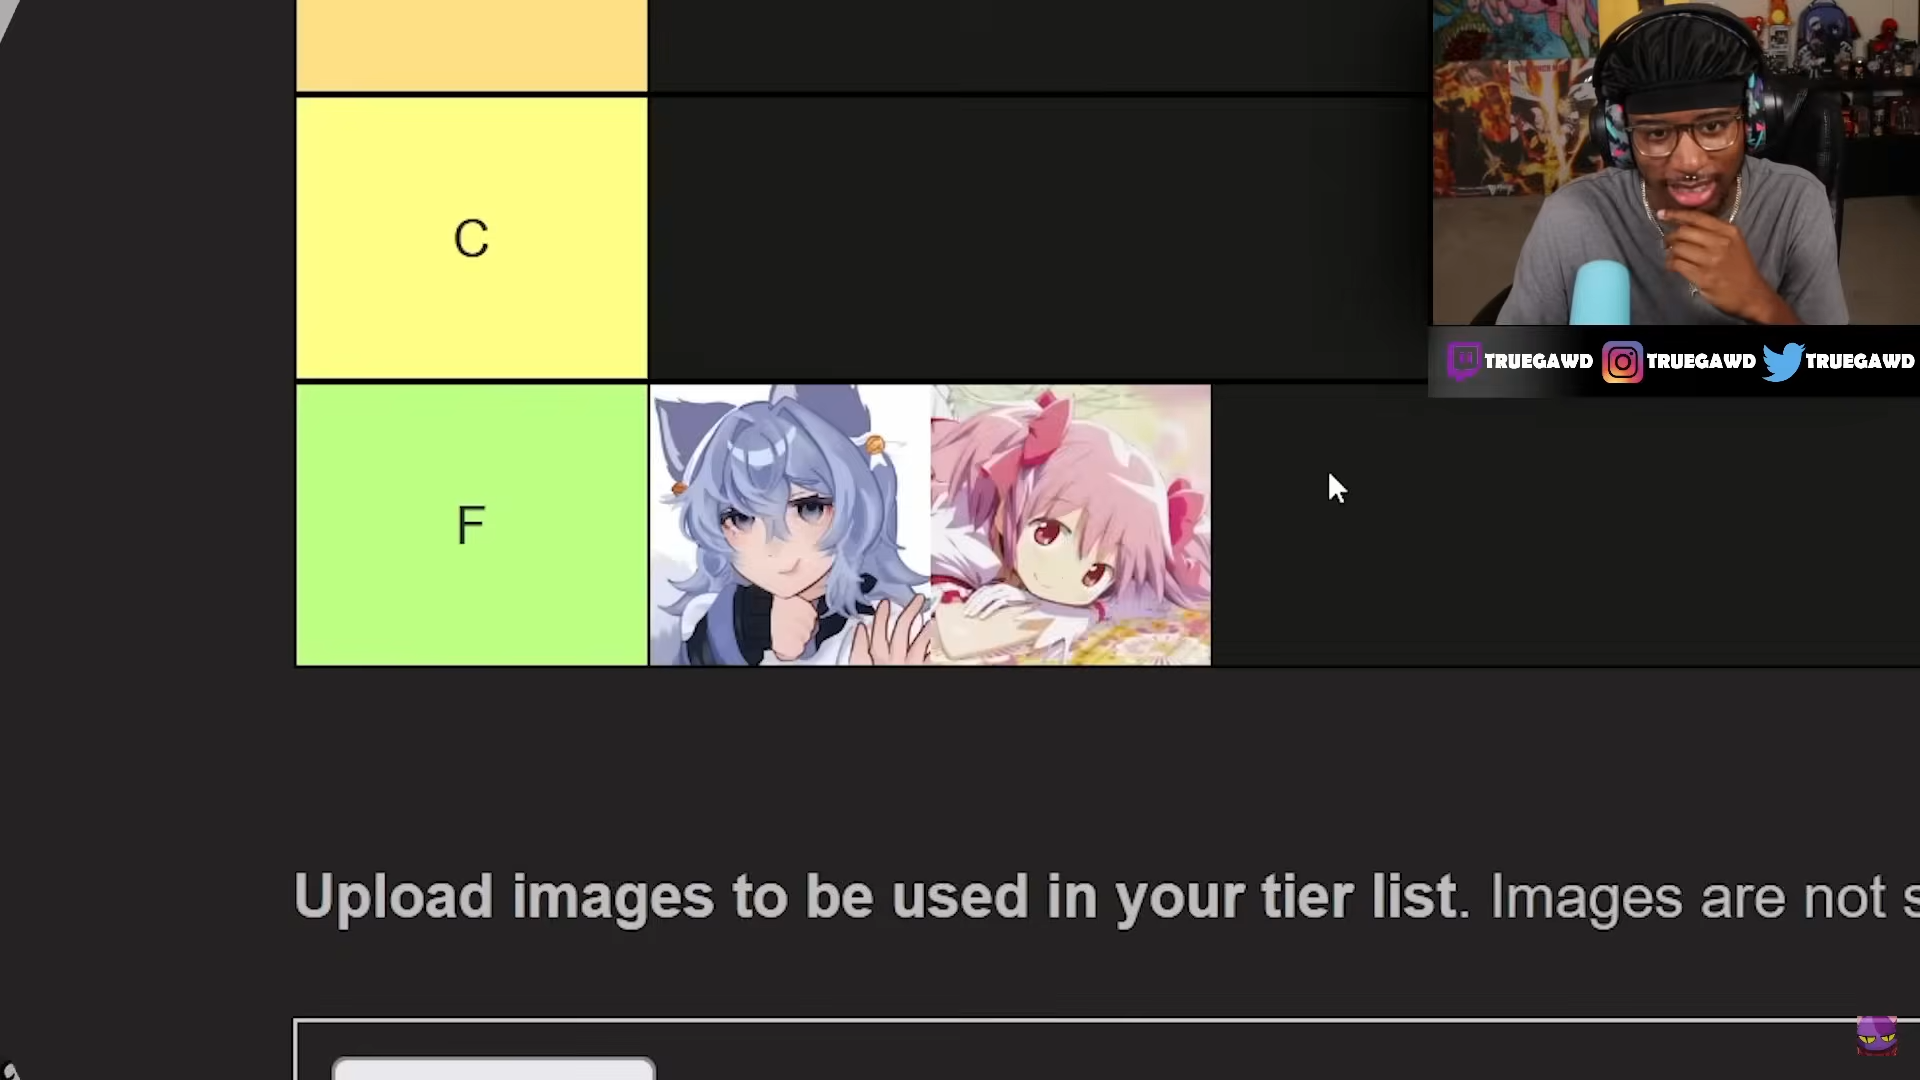 C
TRUEGAWD TRUEGAWD TRUEGAWD
F
Upload images to be used in your tier list. Images are not s